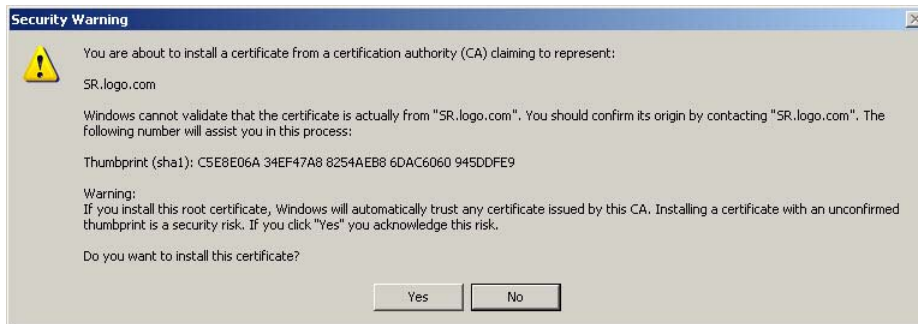 Security Warning
You are about to install a certificate from a certification authority (CA) claiming to represent:
SR.logo.com
Windows cannot validate that the certificate is actually from "SR.logo.com". You should confirm its origin by contacting "SR.logo.com". The
following number will assist you in this process:
Thumbprint (sha1): C5E8E06A 34EF47A8 8254AEB8 6DAC6060 945DDFE9
Warning:
If you install this root certificate, Windows will automatically trust any certificate issued by this CA. Installing a certificate with an unconfirmed
thumbprint is a security risk. If you click "Yes" you acknowledge this risk.
Do you want to install this certificate?
Yes No